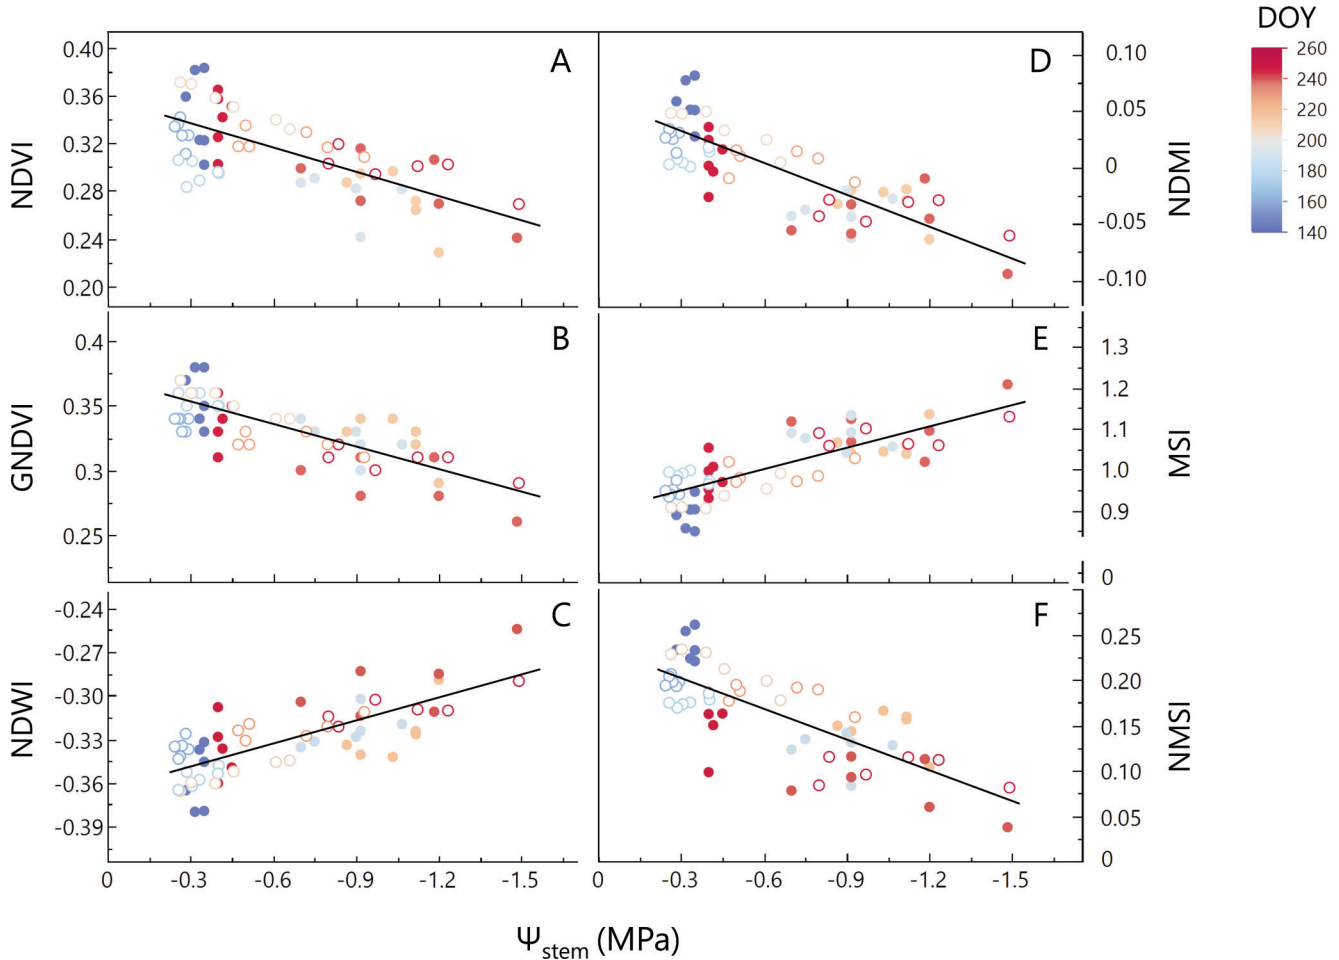 DOY
260
240
220
200
180
160
140
A
NDVI
0.40
0.36
0.32
0.28
0.24
0.20
D
NDMI
0.10
0.05
0
-0.05
-0.10
B
GNDVI
0.4
0.35
0.3
0.25
E
MSI
1.3
1.2
1.1
1.0
0.9
0
C
NDWI
-0.24
-0.27
-0.30
-0.33
-0.36
-0.39
F
NMSI
0.25
0.20
0.15
0.10
0.05
0
0 -0.3 -0.6 -0.9 -1.2 -1.5
0 -0.3 -0.6 -0.9 -1.2 -1.5
Ψstem (MPa)